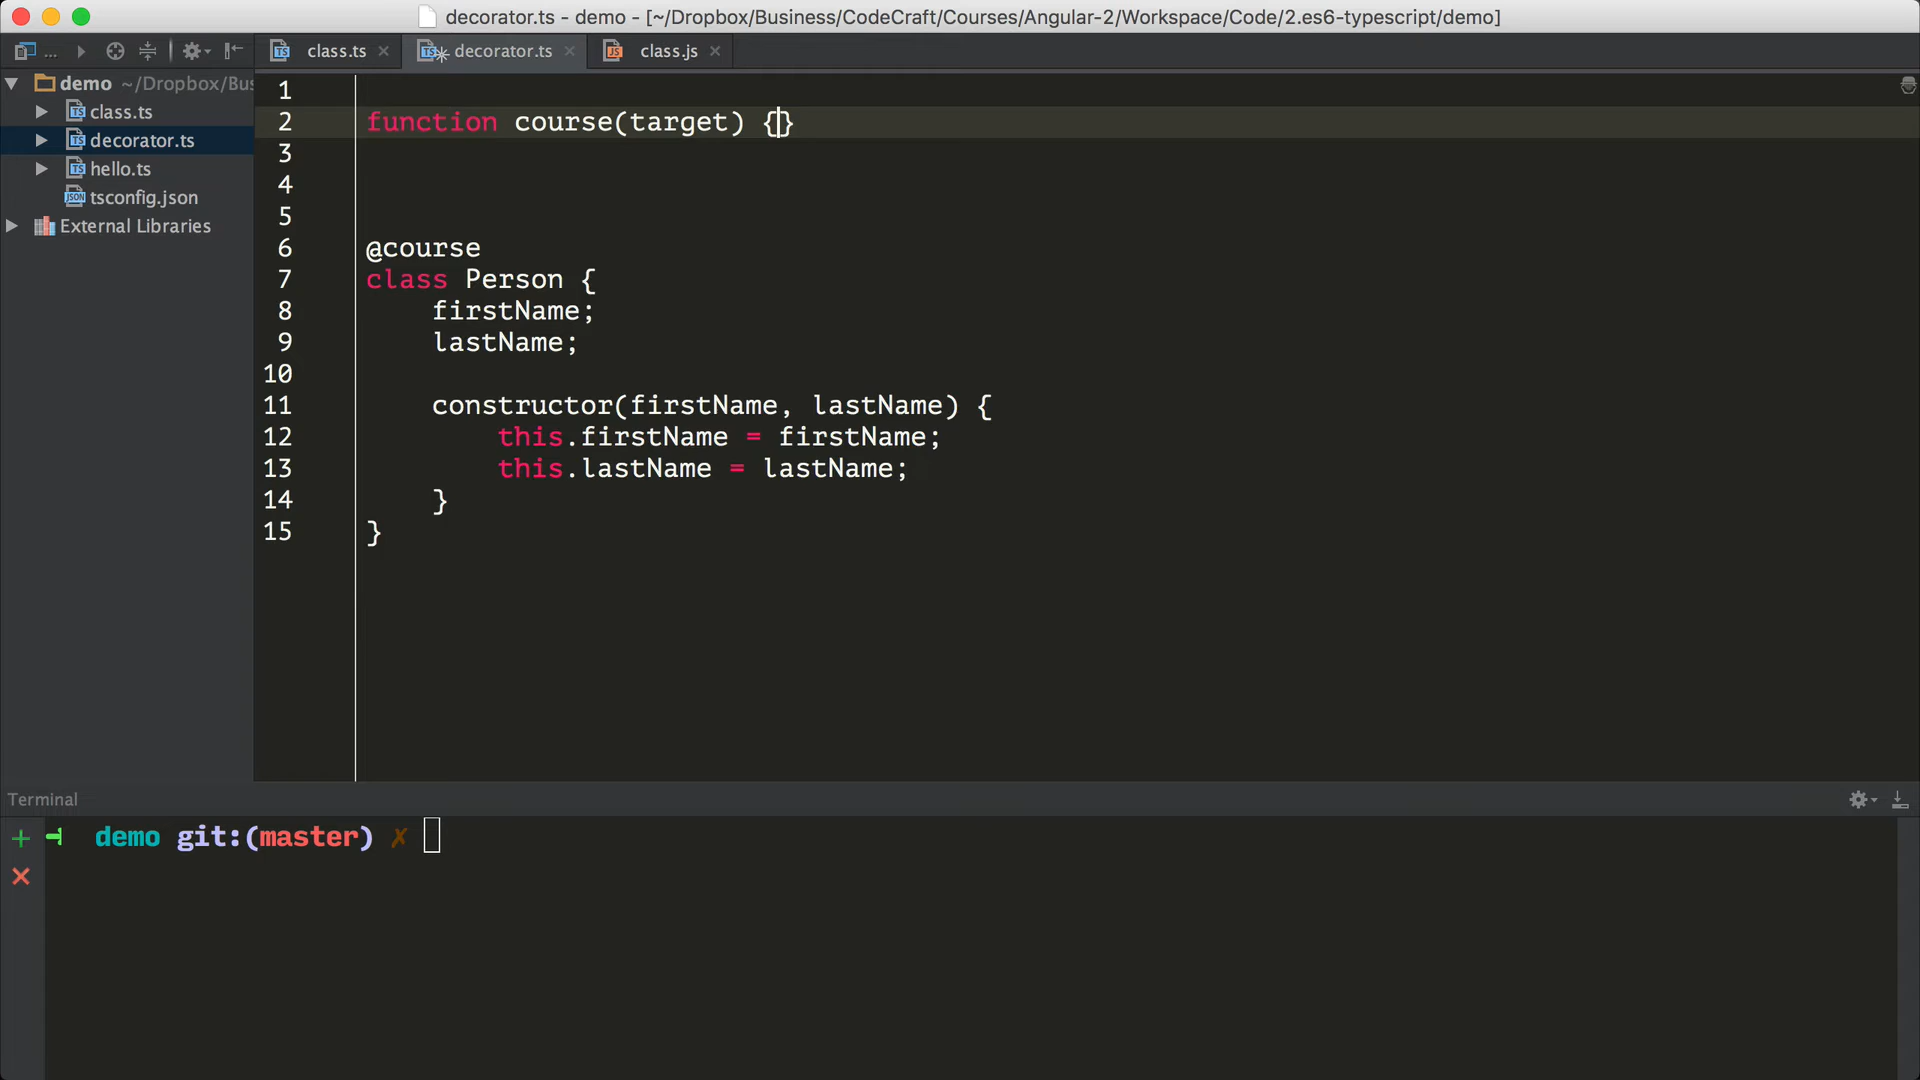 decorator.ts - demo - [~/Dropbox/Business/CodeCraft/Courses/Angular-2/Workspace/Code/2.es6-typescript/demo]
... class.ts decorator.ts class.js
demo ~/Dropbox/Bus
class.ts
decorator.ts
hello.ts
tsconfig.json
External Libraries
1
2 function course(target) {}
3
4
5
6 @course
7 class Person {
8 firstName;
9 lastName;
10
11 constructor(firstName, lastName) {
12 this.firstName = firstName;
13 this.lastName = lastName;
14 }
15 }
Terminal
demo git:(master) ✗